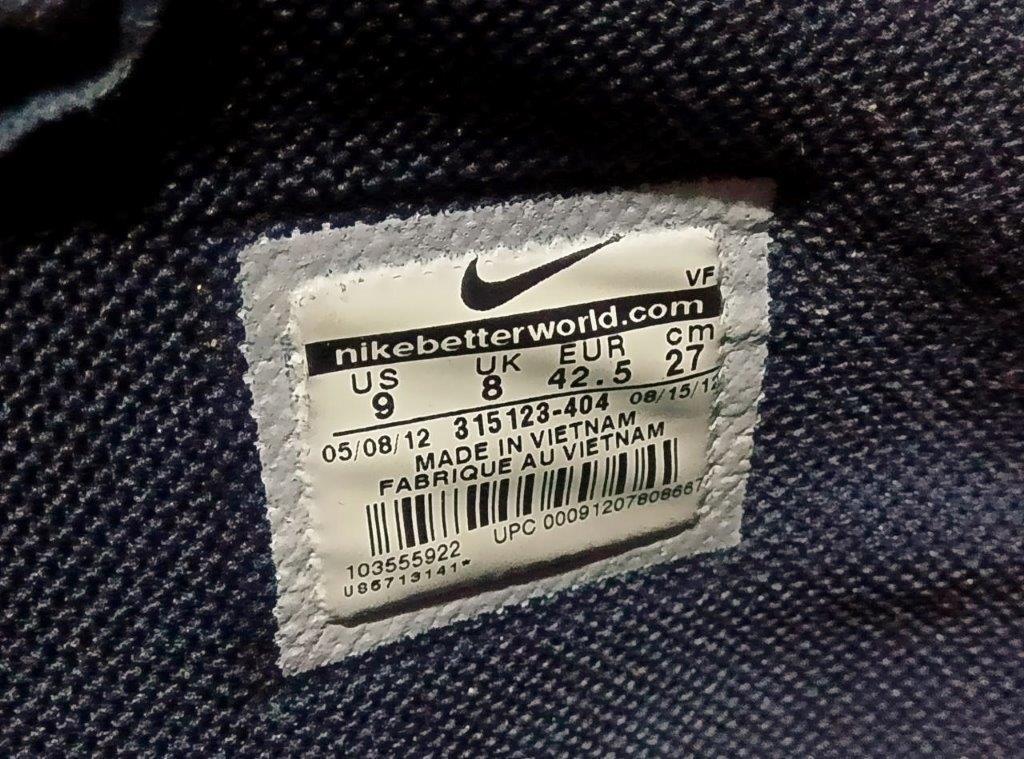 VF
nikebetterworld.com
US UK EUR cm
9 8 42.5 27
05/08/12 315123-404 08/15/12
MADE IN VIETNAM
FABRIQUE AU VIETNAM
103555922 UPC 00091207808667
U86713141*